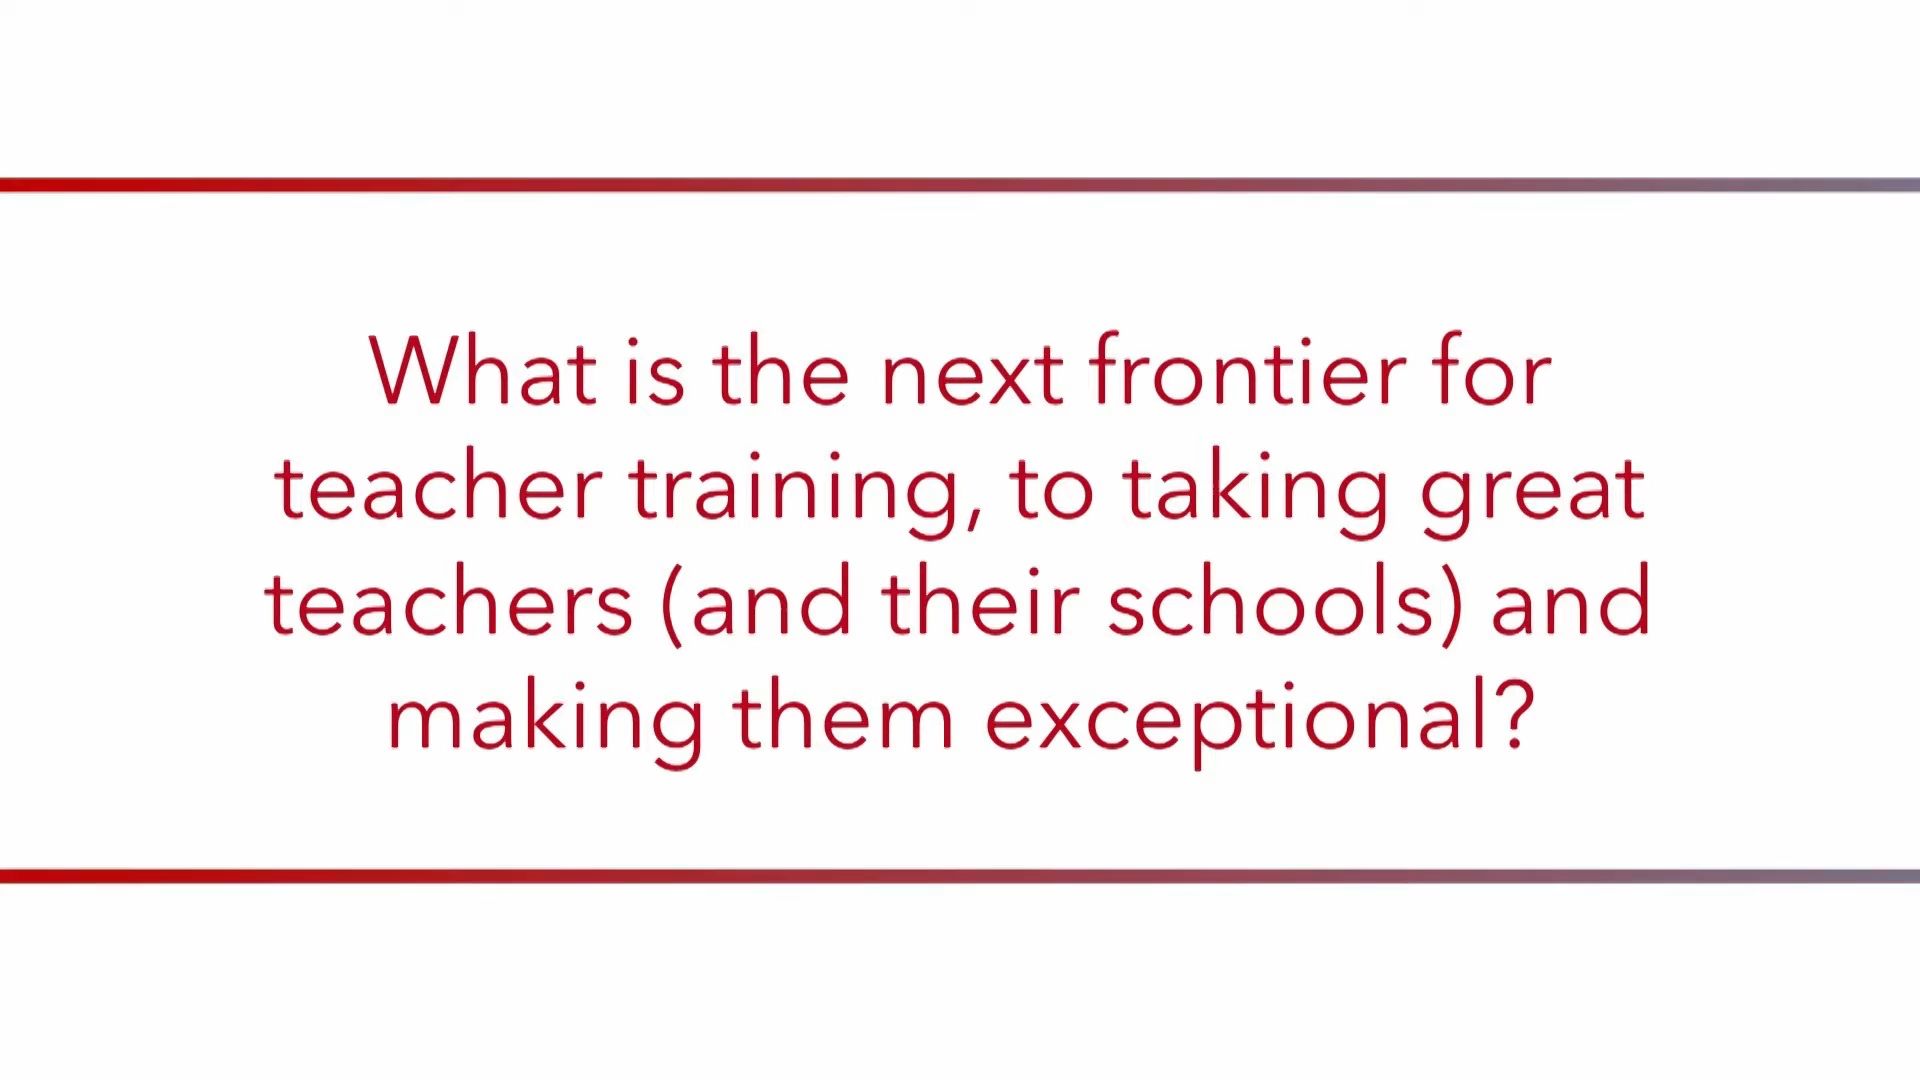 What is the next frontier for
teacher training, to taking great
teachers (and their schools) and
making them exceptional?